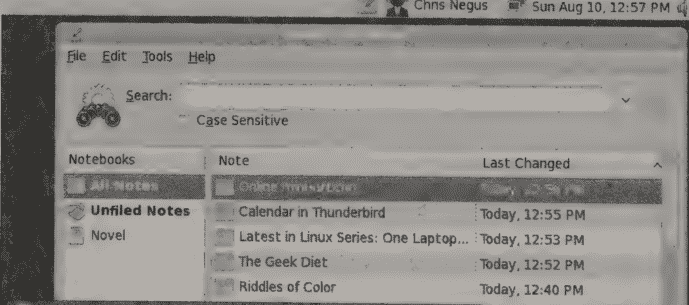 Chris Negus Sun Aug 10, 12:57 PM
File Edit Tools Help
Search:
Case Sensitive
Notebooks Note Last Changed
All Notes
Unfiled Notes Calendar in Thunderbird Today, 12:55 PM
Novel Latest in Linux Series: One Laptop... Today, 12:53 PM
The Geek Diet Today, 12:52 PM
Riddles of Color Today, 12:40 PM